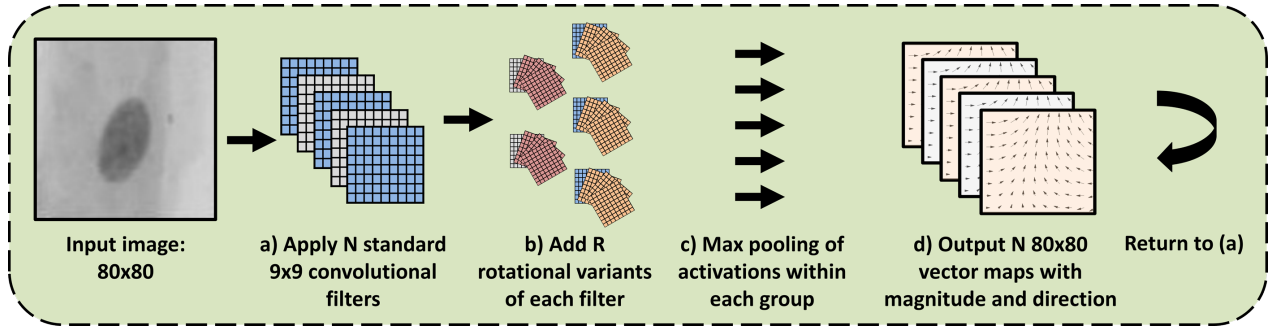 Input image:
80x80
a) Apply N standard
9x9 convolutional
filters
b) Add R
rotational variants
of each filter
c) Max pooling of
activations within
each group
d) Output N 80x80
vector maps with
magnitude and direction
Return to (a)